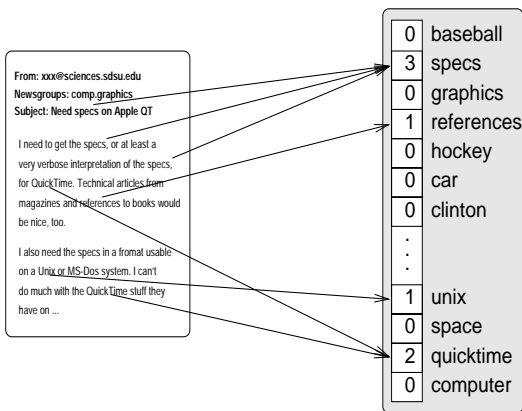 From: xxx@sciences.sdsu.edu
Newsgroups: comp.graphics
Subject: Need specs on Apple QT
I need to get the specs, or at least a
very verbose interpretation of the specs,
for QuickTime. Technical articles from
magazines and references to books would
be nice, too.
I also need the specs in a fromat usable
on a Unix or MS-Dos system. I can't
do much with the QuickTime stuff they
have on ...
0 baseball
3 specs
0 graphics
1 references
0 hockey
0 car
0 clinton
.
.
.
1 unix
0 space
2 quicktime
0 computer